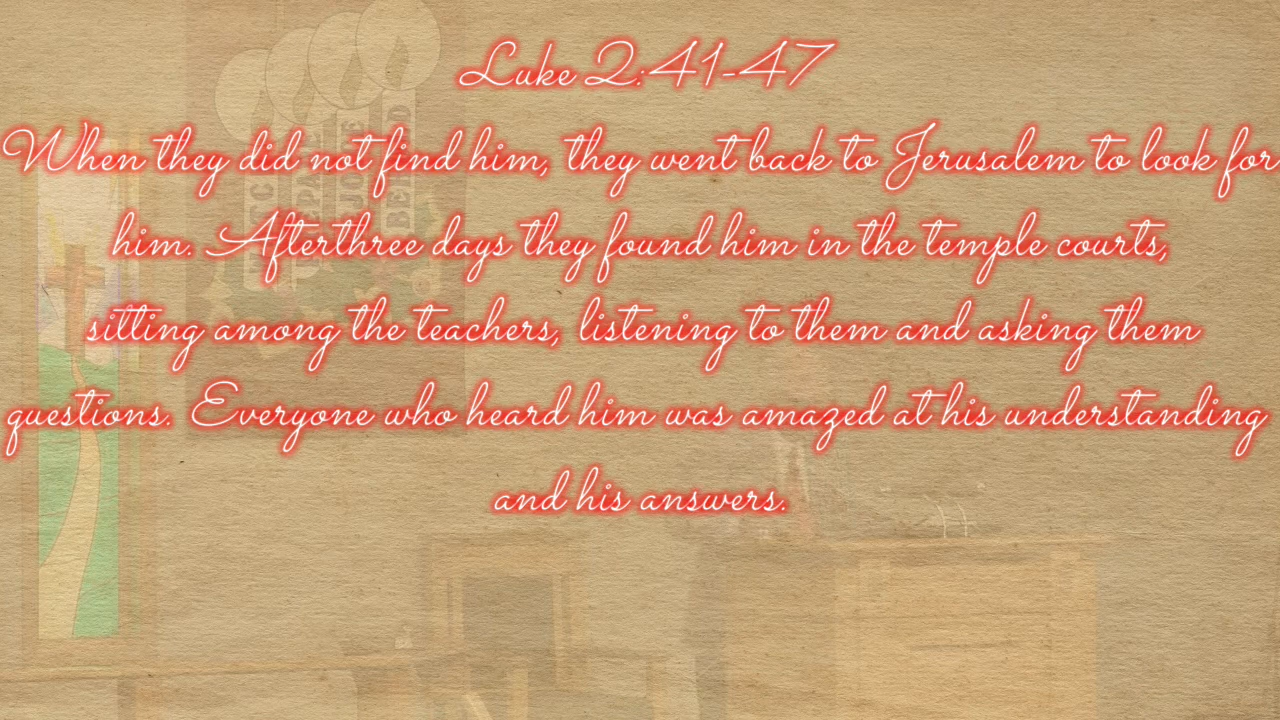 Luke 2:41-47
When they did not find him, they went back to Jerusalem to look for
him. Afterthree days they found him in the temple courts,
sitting among the teachers, listening to them and asking them
questions. Everyone who heard him was amazed at his understanding
and his answers.